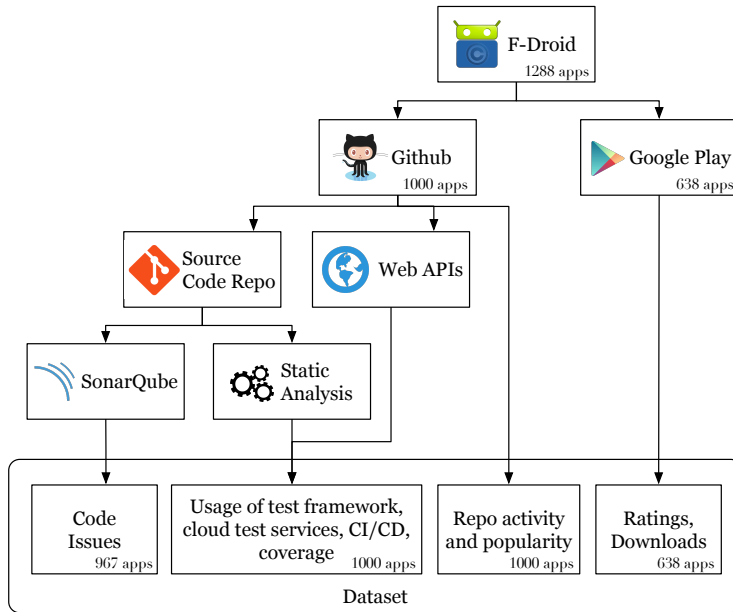 F-Droid
1288 apps
Github
1000 apps
Google Play
638 apps
Source
Code Repo
Web APIs
SonarQube
Static
Analysis
Code
Issues
967 apps
Usage of test framework,
cloud test services, CI/CD,
coverage
1000 apps
Repo activity
and popularity
1000 apps
Ratings,
Downloads
638 apps
Dataset